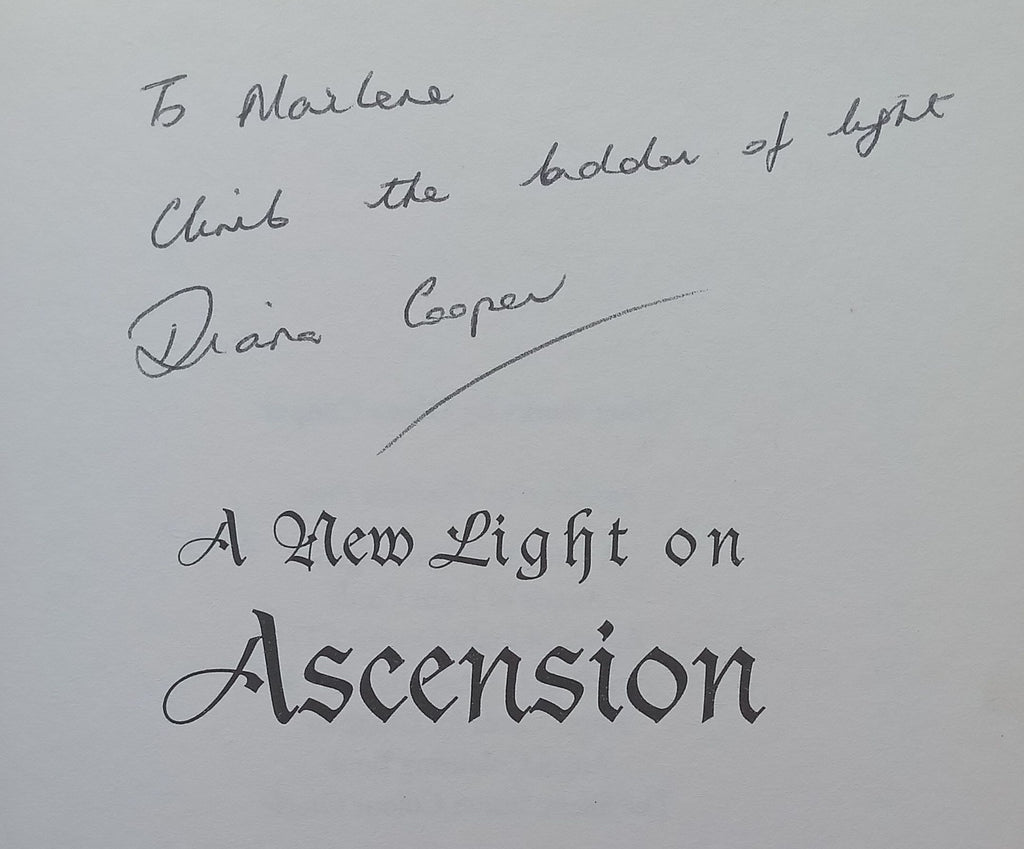 To Marlene
Climb the ladder of light
Diana Cooper
A New Light on
Ascension